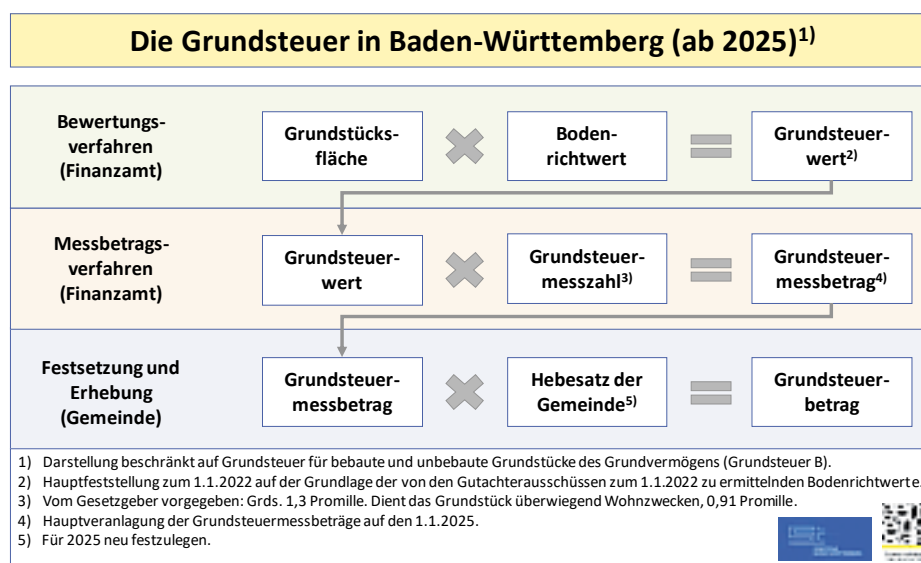 Die Grundsteuer in Baden-Württemberg (ab 2025)1)
Bewertungs-
verfahren
(Finanzamt)
Grundstücks-
fläche
Boden-
richtwert
Grundsteuer-
wert2)
Messbetrags-
verfahren
(Finanzamt)
Grundsteuer-
wert
Grundsteuer-
messzahl3)
Grundsteuer-
messbetrag4)
Festsetzung und
Erhebung
(Gemeinde)
Grundsteuer-
messbetrag
Hebesatz der
Gemeinde5)
Grundsteuer-
betrag
1) Darstellung beschränkt auf Grundsteuer für bebaute und unbebaute Grundstücke des Grundvermögens (Grundsteuer B).
2) Hauptfeststellung zum 1.1.2022 auf der Grundlage der von den Gutachterausschüssen zum 1.1.2022 zu ermittelnden Bodenrichtwerte.
3) Vom Gesetzgeber vorgegeben: Grds. 1,3 Promille. Dient das Grundstück überwiegend Wohnzwecken, 0,91 Promille.
4) Hauptveranlagung der Grundsteuermessbeträge auf den 1.1.2025.
5) Für 2025 neu festzulegen.